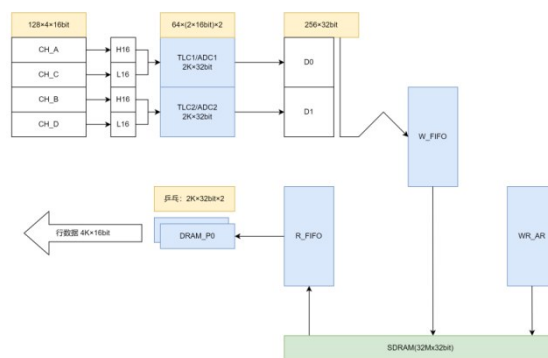 128×4×16bit
64×(2×16bit)×2
256×32bit
CH_A
H16
TLC1/ADC1
2K×32bit
D0
CH_C
L16
CH_B
H16
TLC2/ADC2
2K×32bit
D1
CH_D
L16
W_FIFO
乒乓：2K×32bit×2
行数据 4K×16bit
DRAM_P0
R_FIFO
WR_AR
SDRAM(32M×32bit)